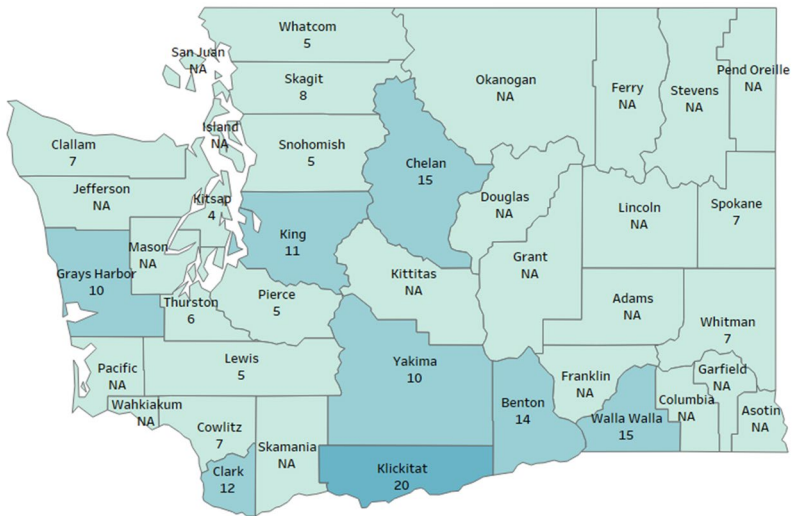 Whatcom
5
San Juan
NA
Skagit
8
Okanogan
NA
Ferry
NA
Stevens
NA
Pend Oreille
NA
Island
NA
Clallam
7
Snohomish
5
Chelan
15
Jefferson
NA
Kitsap
4
Douglas
NA
Lincoln
NA
Spokane
7
King
11
Mason
NA
Grays Harbor
10
Grant
NA
Kittitas
NA
Pierce
5
Thurston
6
Adams
NA
Whitman
7
Lewis
5
Yakima
10
Pacific
NA
Franklin
NA
Garfield
NA
Benton
14
Columbia
NA
Wahkiakum
NA
Asotin
NA
Walla Walla
15
Cowlitz
7
Skamania
NA
Clark
12
Klickitat
20